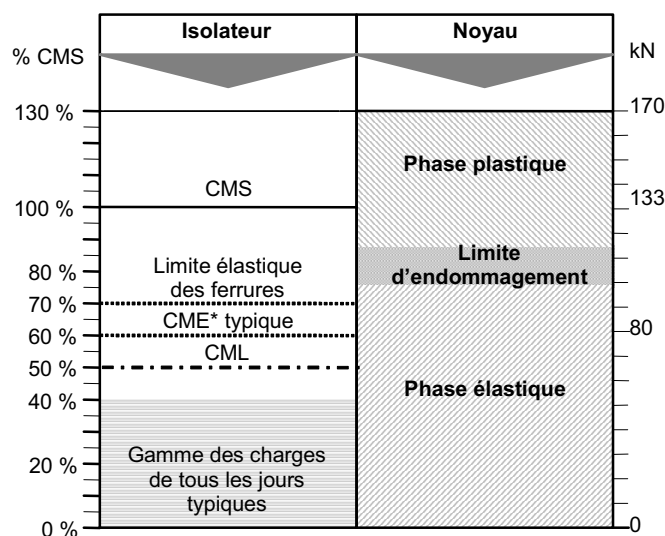 Isolateur
Noyau
% CMS
kN
130 %
170
Phase plastique
CMS
133
100 %
Limite
d'endommagement
Limite élastique
des ferrures
80 %
70 %
CME* typique
60 %
80
CML
50 %
Phase élastique
40 %
Gamme des charges
de tous les jours
typiques
20 %
0 %
0